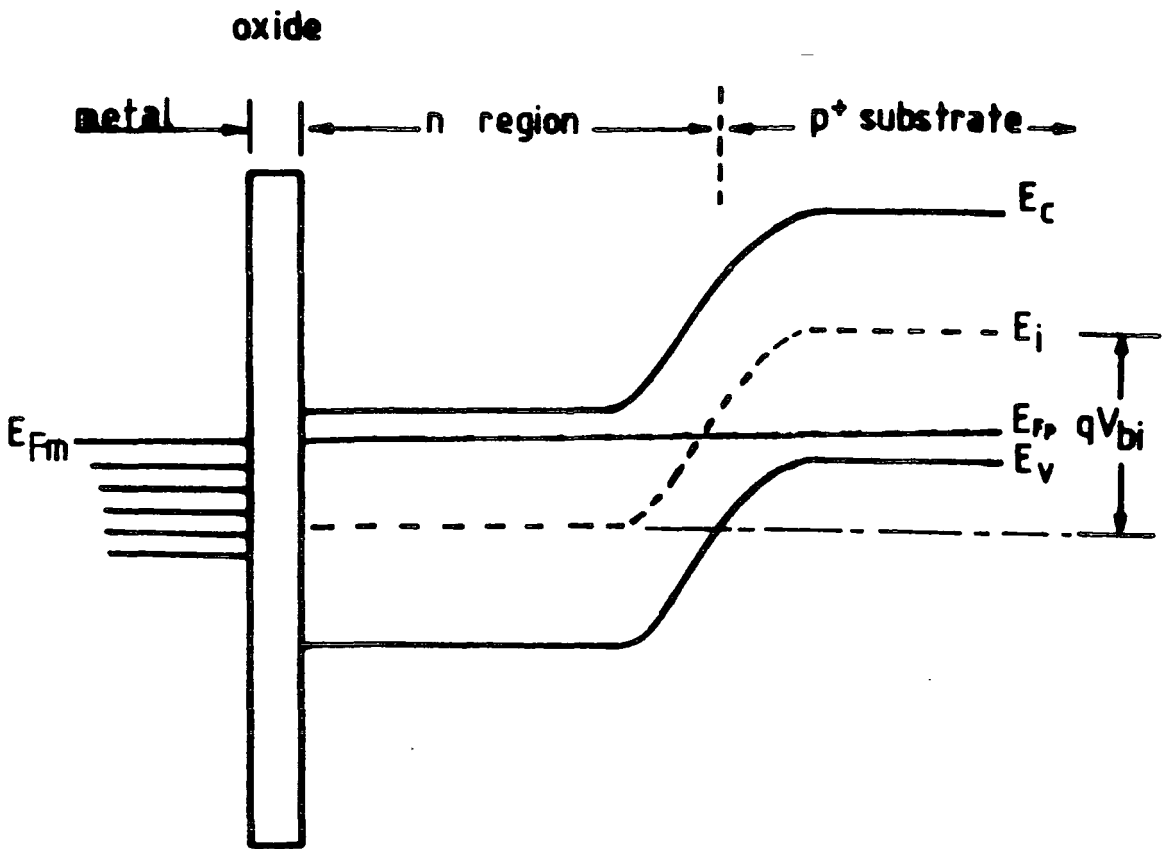 oxide
metal
n region
p⁺ substrate
E_C
E_i
E_Fm
E_Fp
qV_bi
E_V